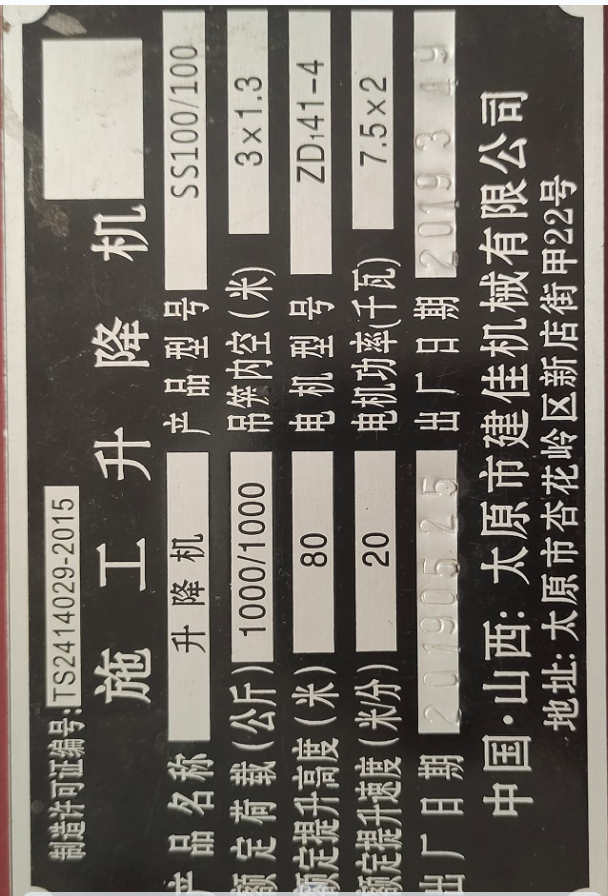 制造许可证编号:TS2414029-2015
施工升降机
产品名称 升降机 产品型号 SS100/100
额定荷载(公斤) 1000/1000 吊笼内空(米) 3×1.3
额定提升高度(米) 80 电机型号 ZD₁41-4
额定提升速度(米/分) 20 电机功率(千瓦) 7.5×2
出厂日期 20190525 出厂日期 2019349
中国·山西:太原市建佳机械有限公司
地址:太原市杏花岭区新店街甲22号